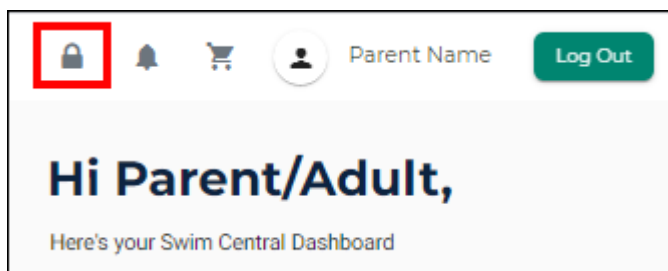 Parent Name Log Out
Hi Parent/Adult,
Here's your Swim Central Dashboard